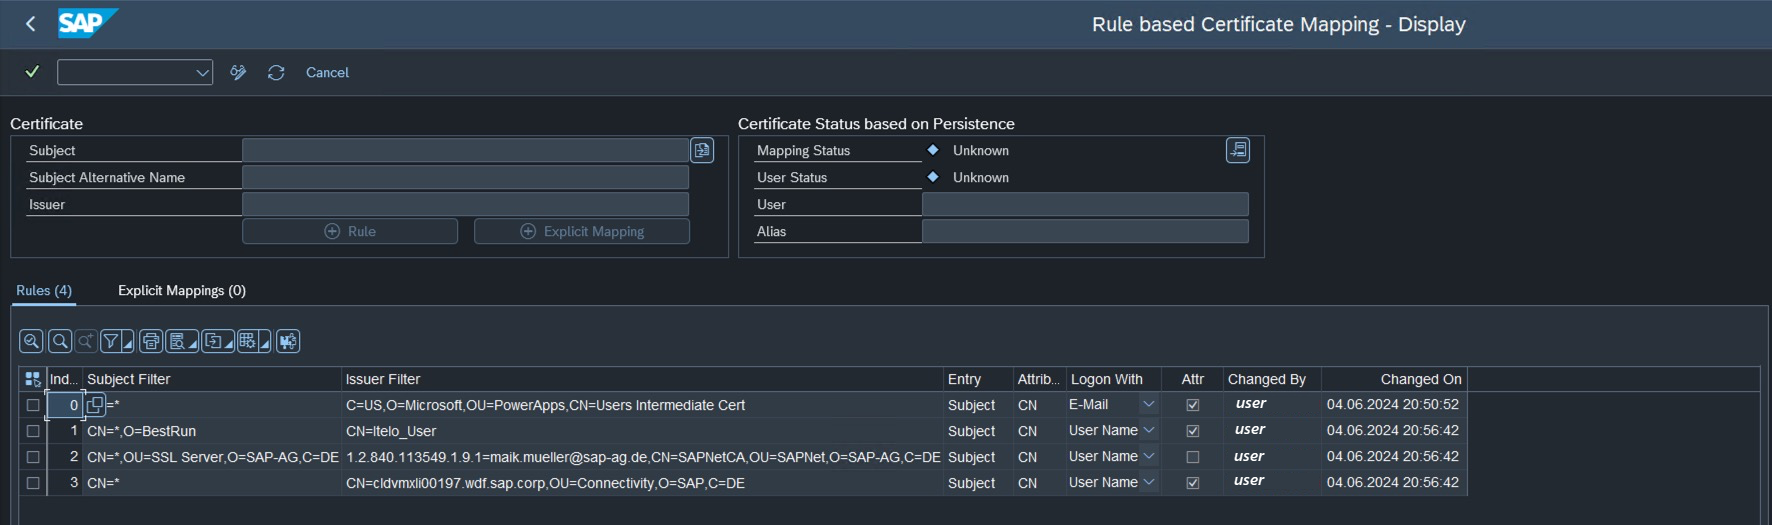 SAP
Rule based Certificate Mapping - Display
Cancel
Certificate
Certificate Status based on Persistence
Subject
Mapping Status Unknown
Subject Alternative Name
User Status Unknown
Issuer
User
Rule Explicit Mapping
Alias
Rules (4) Explicit Mappings (0)
Ind... Subject Filter Issuer Filter Entry Attrib... Logon With Attr Changed By Changed On
0 =* C=US,O=Microsoft,OU=PowerApps,CN=Users Intermediate Cert Subject CN E-Mail user 04.06.2024 20:50:52
1 CN=*,O=BestRun CN=Itelo_User Subject CN User Name user 04.06.2024 20:56:42
2 CN=*,OU=SSL Server,O=SAP-AG,C=DE 1.2.840.113549.1.9.1=maik.mueller@sap-ag.de,CN=SAPNetCA,OU=SAPNet,O=SAP-AG,C=DE Subject CN User Name user 04.06.2024 20:56:42
3 CN=* CN=cldvmxli00197.wdf.sap.corp,OU=Connectivity,O=SAP,C=DE Subject CN User Name user 04.06.2024 20:56:42